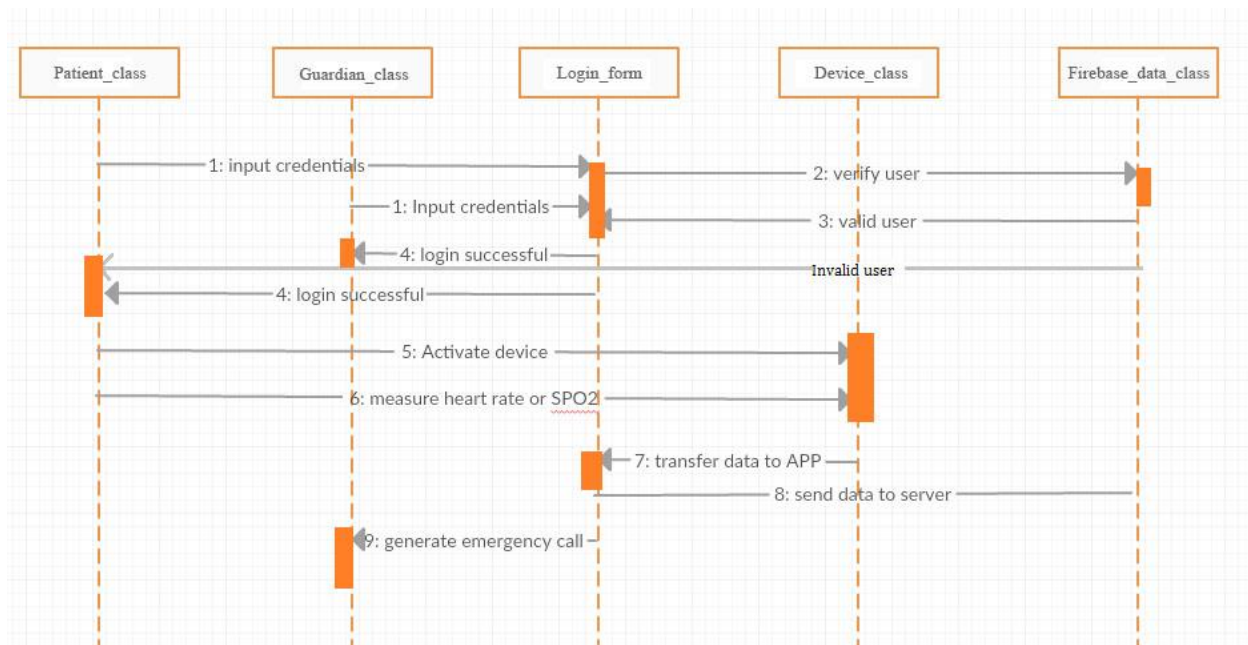 Patient_class
Guardian_class
Login_form
Device_class
Firebase_data_class
1: input credentials
2: verify user
1: Input credentials
3: valid user
4: login successful
Invalid user
4: login successful
5: Activate device
6: measure heart rate or SPO2
7: transfer data to APP
8: send data to server
9: generate emergency call